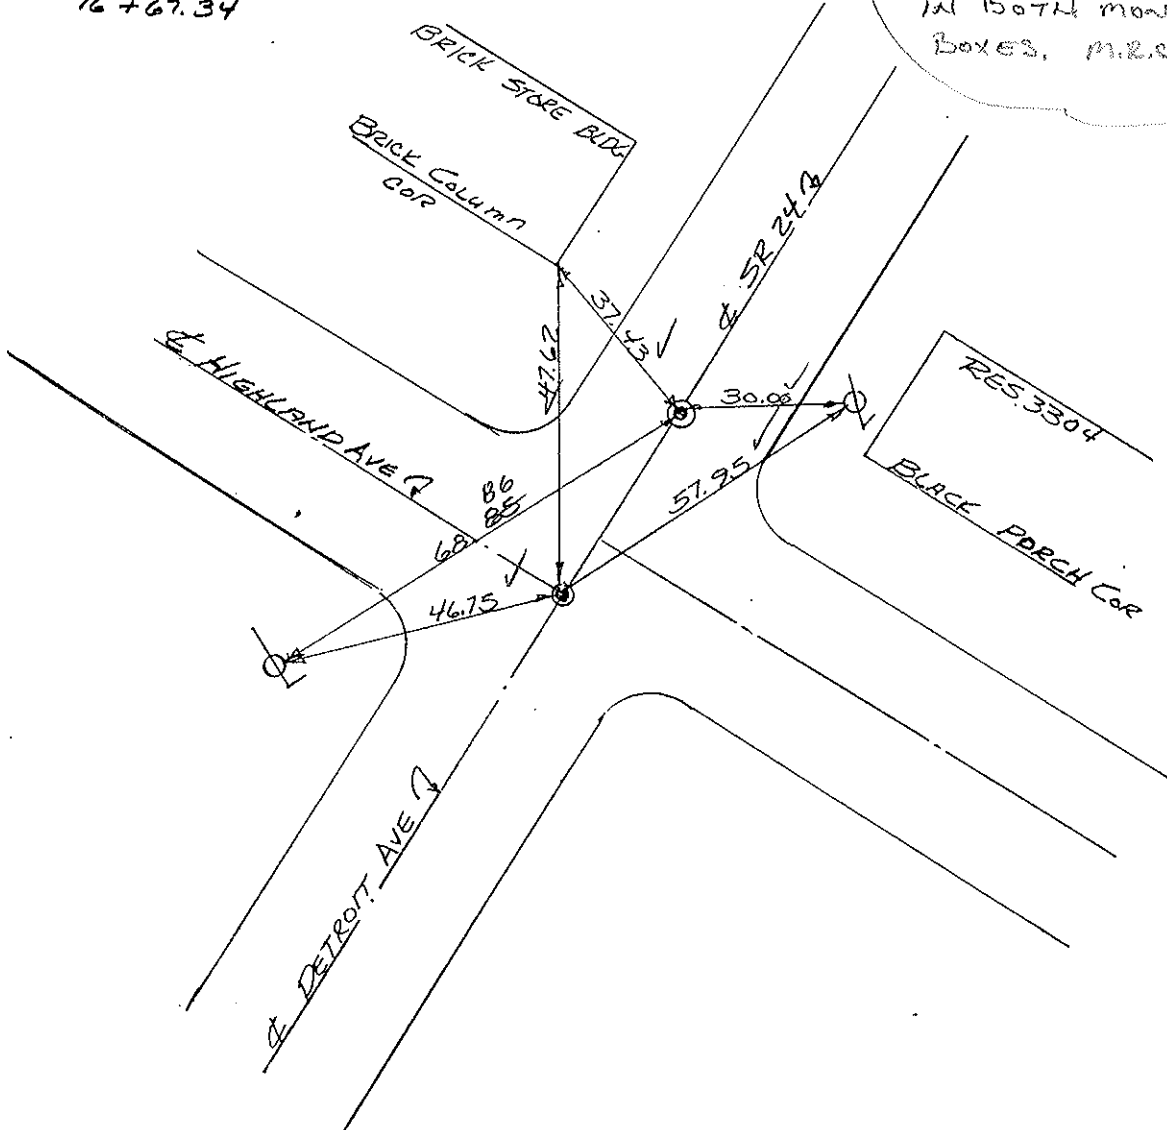 16 + 67.34
IN BOTH MON
BOXES. M.R.S
BRICK STORE BLDG
BRICK COLUMN
COR
℄ SR 24
37.43 ✓
47.62
30.00 ✓
RES. 3304
BLACK PORCH COR
℄ HIGHLAND AVE
86
68.85
57.95 ✓
46.75 ✓
℄ DETROIT AVE